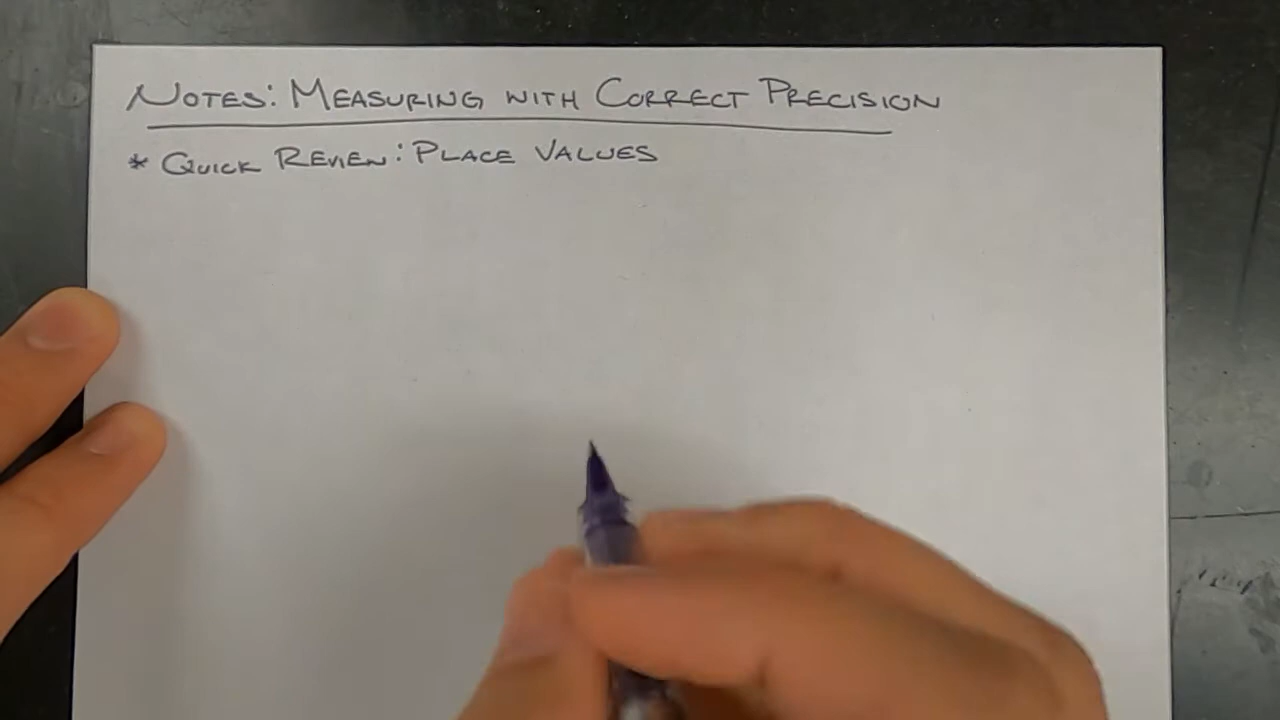 NOTES: MEASURING WITH CORRECT PRECISION
* QUICK REVIEW: PLACE VALUES